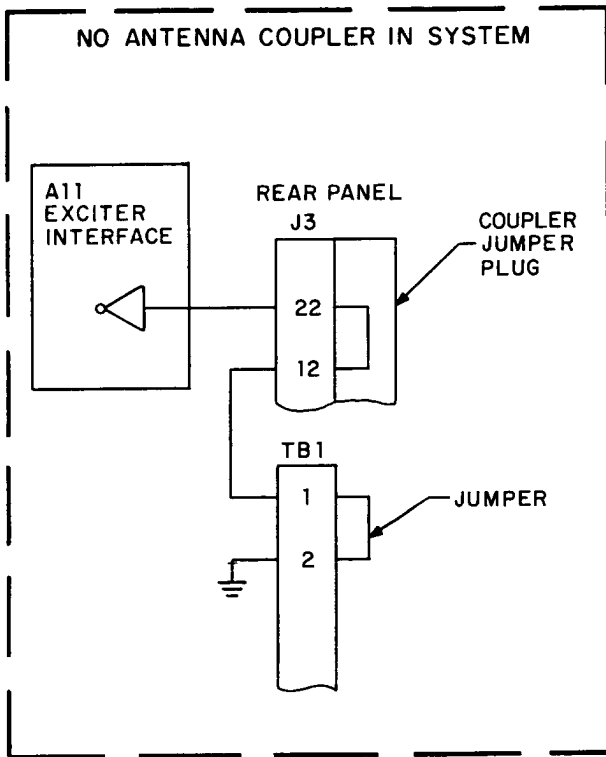 NO ANTENNA COUPLER IN SYSTEM
A11
EXCITER
INTERFACE
REAR PANEL
J3
COUPLER
JUMPER
PLUG
22
12
TB1
1
JUMPER
2